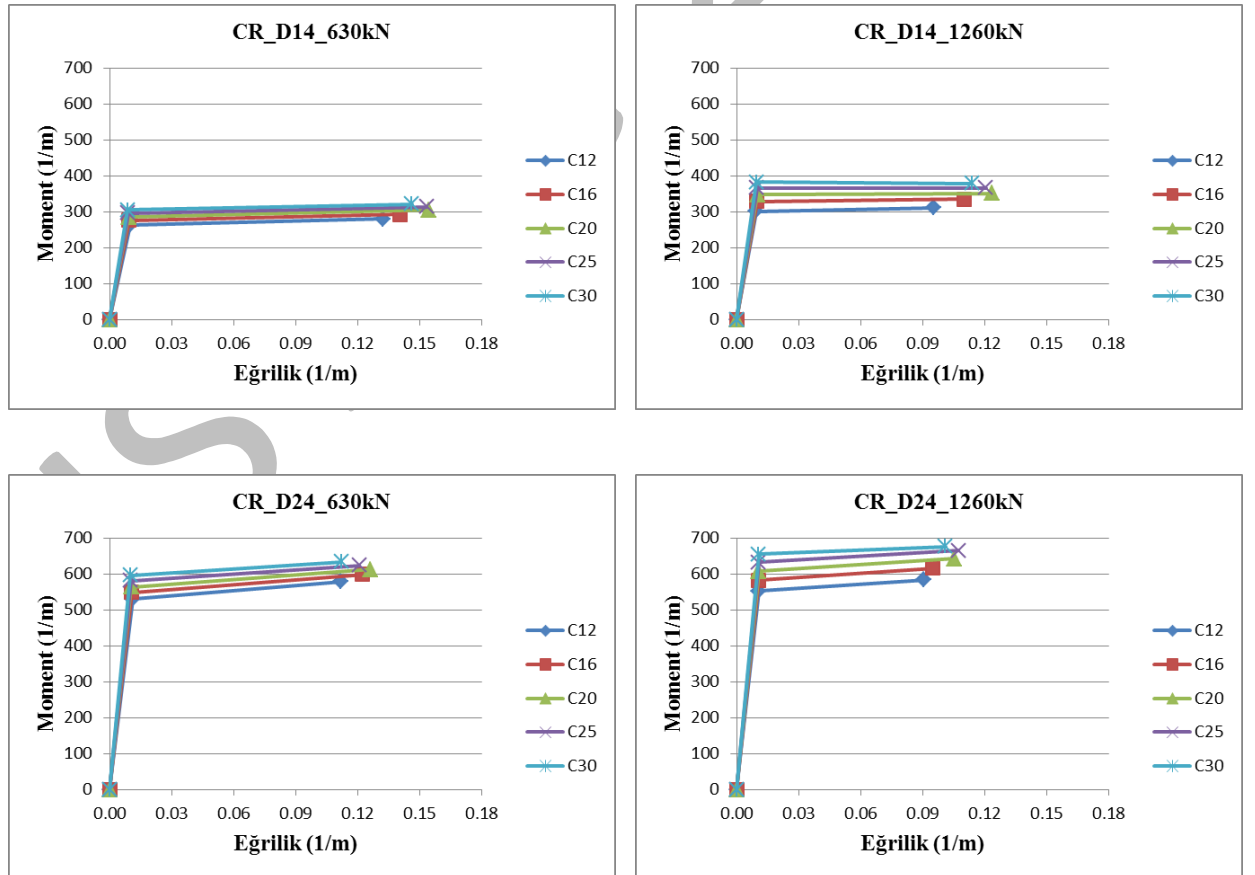 CR_D14_630kN
700
600
500
400
300
200
100
0
0.00 0.03 0.06 0.09 0.12 0.15 0.18
Moment (1/m)
Eğrilik (1/m)
C12
C16
C20
C25
C30
CR_D14_1260kN
700
600
500
400
300
200
100
0
0.00 0.03 0.06 0.09 0.12 0.15 0.18
Moment (1/m)
Eğrilik (1/m)
C12
C16
C20
C25
C30
CR_D24_630kN
700
600
500
400
300
200
100
0
0.00 0.03 0.06 0.09 0.12 0.15 0.18
Moment (1/m)
Eğrilik (1/m)
C12
C16
C20
C25
C30
CR_D24_1260kN
700
600
500
400
300
200
100
0
0.00 0.03 0.06 0.09 0.12 0.15 0.18
Moment (1/m)
Eğrilik (1/m)
C12
C16
C20
C25
C30